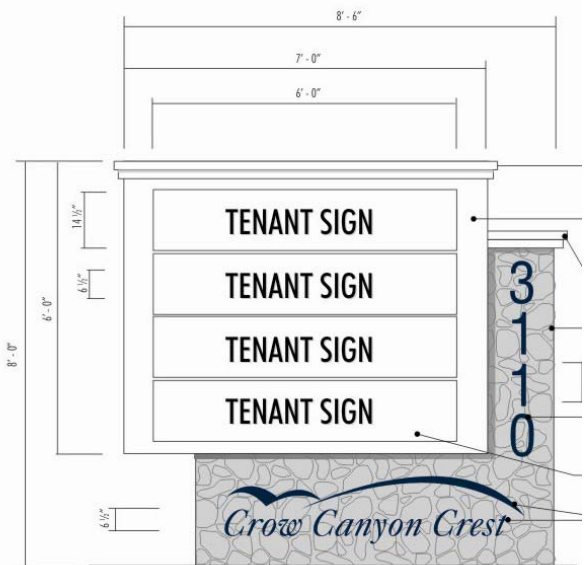 8' - 6"
7' - 0"
6' - 0"
14 ½"
6 ½"
6' - 0"
8' - 0"
6 ½"
TENANT SIGN
TENANT SIGN
TENANT SIGN
TENANT SIGN
3
1
1
0
Crow Canyon Crest